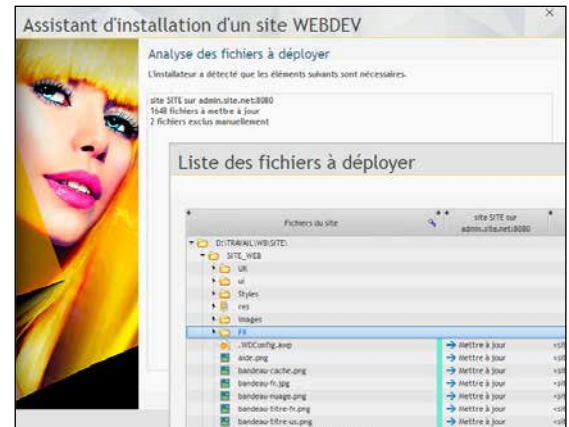 Assistant d'installation d'un site WEBDEV
Analyse des fichiers à déployer
L'installateur a détecté que les éléments suivants sont nécessaires.
site SITE sur admin.site.net:8080
1648 fichiers à mettre à jour
2 fichiers exclus manuellement
Liste des fichiers à déployer
Fichiers du site
site SITE sur
admin.site.net:8080
D:\TRAVAIL\WB\SITE\
SITE_WEB
UK
ui
Styles
res
Images
FR
.WDConfig.awp Mettre à jour
aide.png Mettre à jour
bandeau-cache.png Mettre à jour
bandeau-fr.jpg Mettre à jour
bandeau-nuage.png Mettre à jour
bandeau-titre-fr.png Mettre à jour
bandeau-titre-us.png Mettre à jour